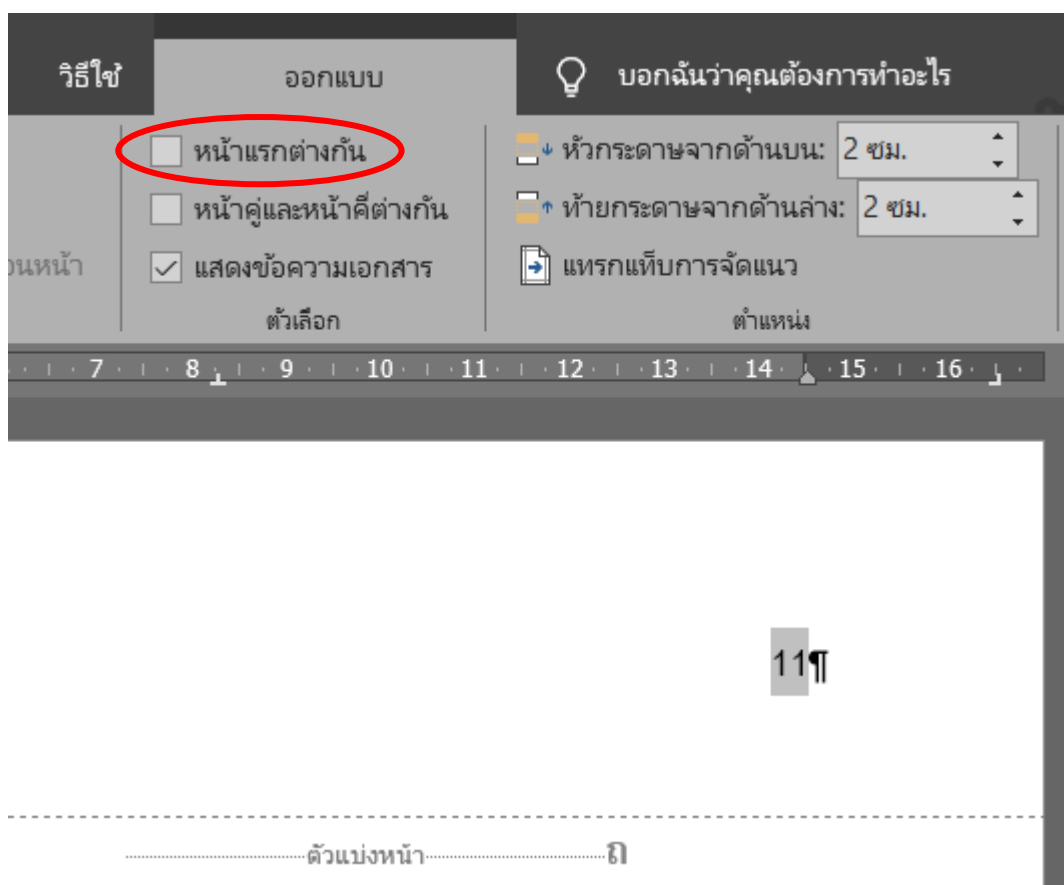 วิธีใช้ ออกแบบ บอกฉันว่าคุณต้องการทำอะไร
หน้าแรกต่างกัน หัวกระดาษจากด้านบน: 2 ซม.
หน้าคู่และหน้าคี่ต่างกัน ท้ายกระดาษจากด้านล่าง: 2 ซม.
แสดงข้อความเอกสาร แทรกแท็บการจัดแนว
ตัวเลือก ตำแหน่ง
7 8 9 10 11 12 13 14 15 16
11¶
ตัวแบ่งหน้า